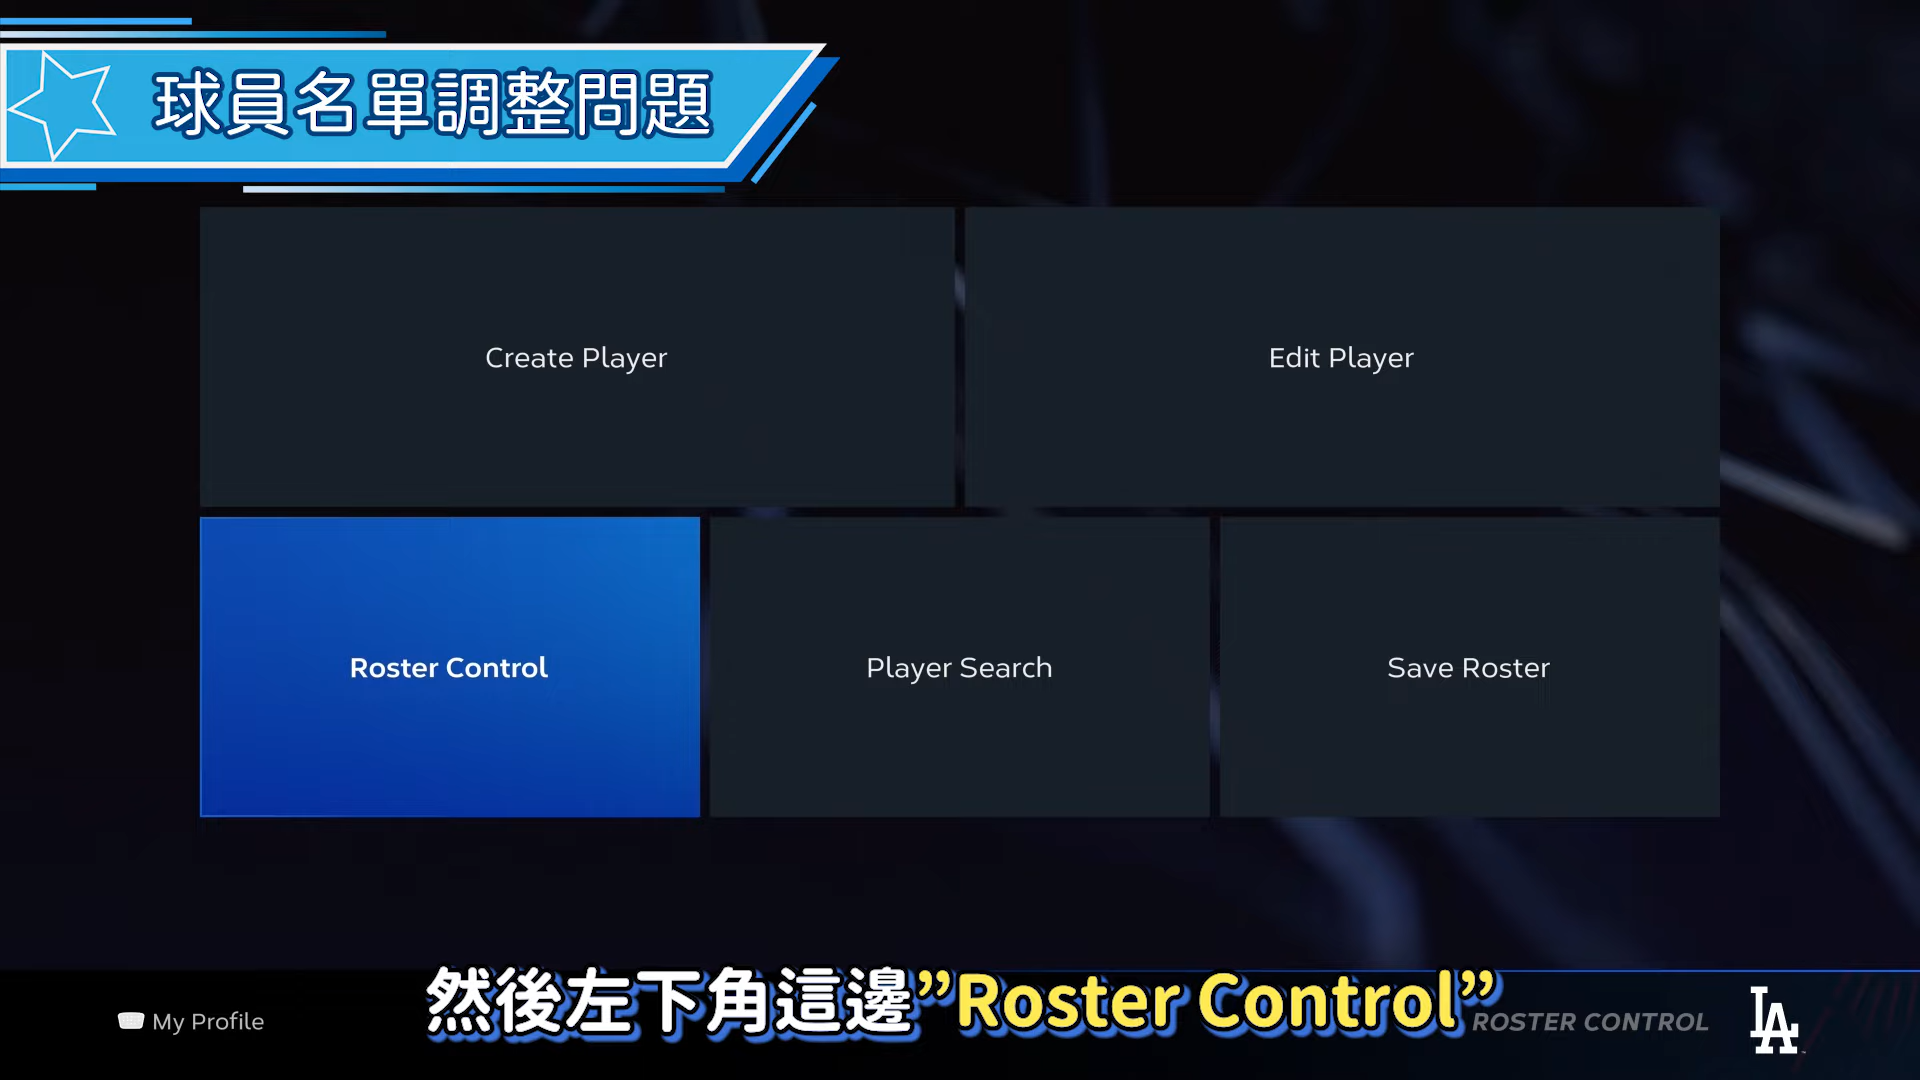 球員名單調整問題
Create Player
Edit Player
Roster Control
Player Search
Save Roster
然後左下角這邊”Roster Control”
My Profile
ROSTER CONTROL
LA